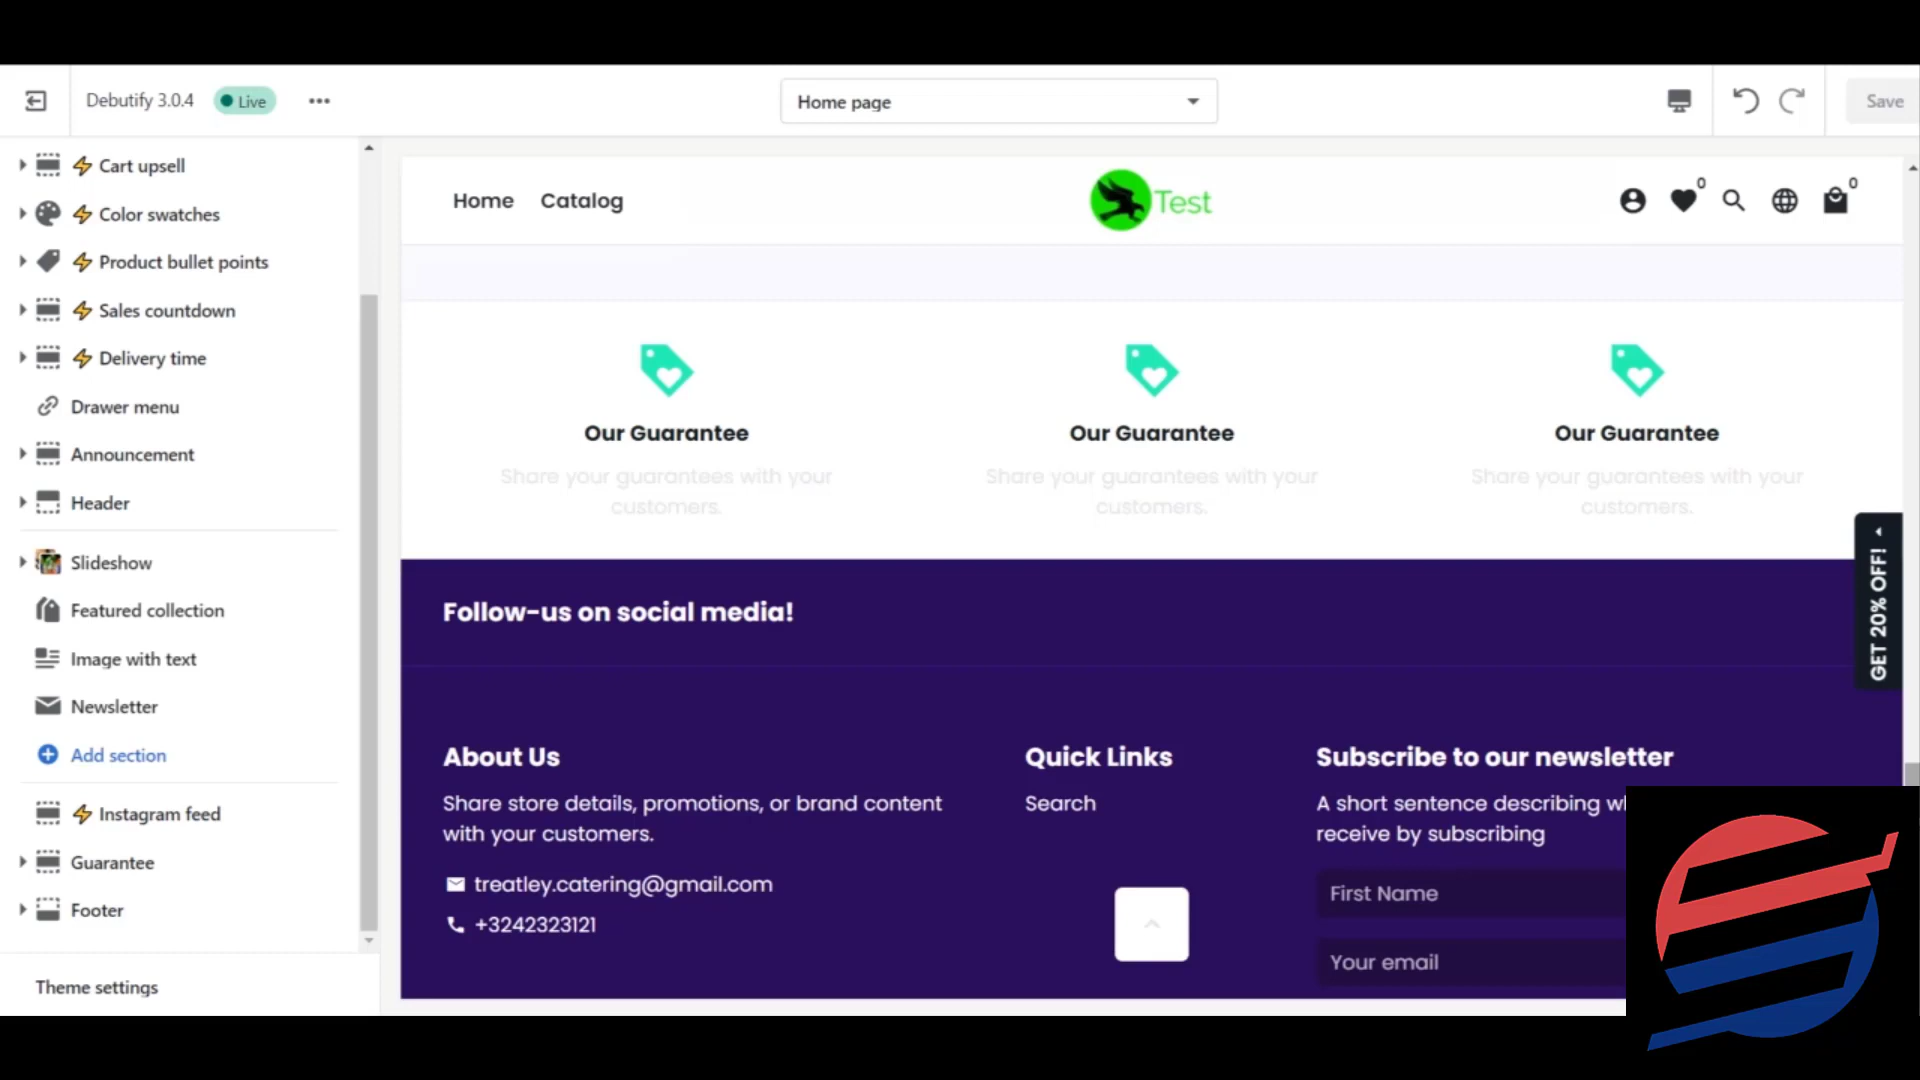 Debutify 3.0.4
Live
Home page
Save
Cart upsell
Color swatches
Product bullet points
Sales countdown
Delivery time
Drawer menu
Announcement
Header
Slideshow
Featured collection
Image with text
Newsletter
Add section
Instagram feed
Guarantee
Footer
Theme settings
Home Catalog
Test
0
0
Our Guarantee
Share your guarantees with your
customers.
Our Guarantee
Share your guarantees with your
customers.
Our Guarantee
Share your guarantees with your
customers.
GET 20% OFF!
Follow-us on social media!
About Us
Share store details, promotions, or brand content
with your customers.
treatley.catering@gmail.com
+3242323121
Quick Links
Search
Subscribe to our newsletter
A short sentence describing
receive by subscribing
First Name
Your email